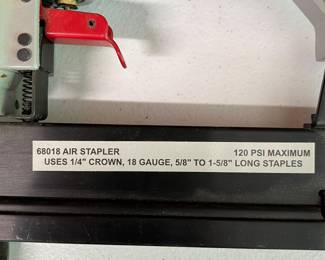 68018 AIR STAPLER 120 PSI MAXIMUM
USES 1/4" CROWN, 18 GAUGE, 5/8" TO 1-5/8" LONG STAPLES